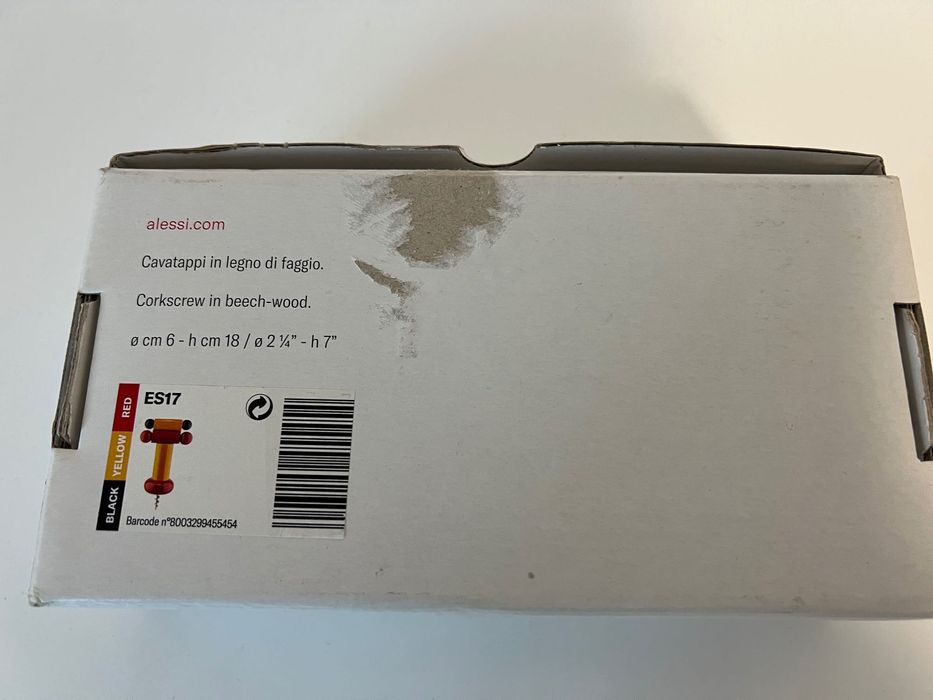 alessi.com
Cavatappi in legno di faggio.
Corkscrew in beech-wood.
ø cm 6 - h cm 18 / ø 2 ¼” - h 7”
ES17
RED
YELLOW
BLACK
Barcode n°8003299455454